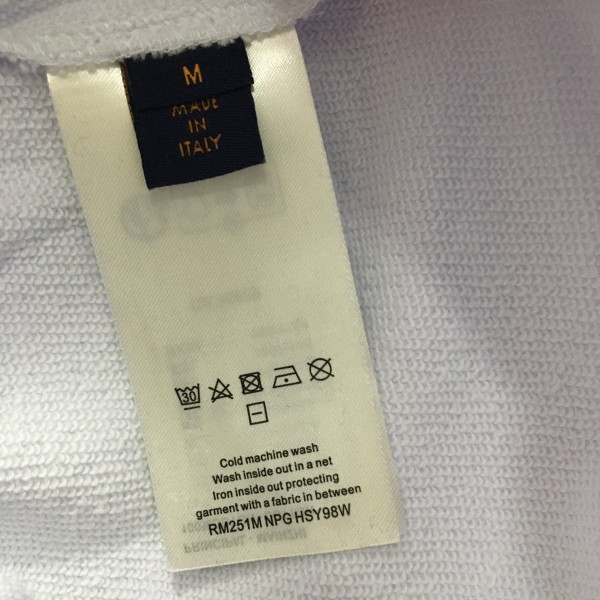 M
MADE
IN
ITALY
30
Cold machine wash
Wash inside out in a net
Iron inside out protecting
garment with a fabric in between
RM251M NPG HSY98W